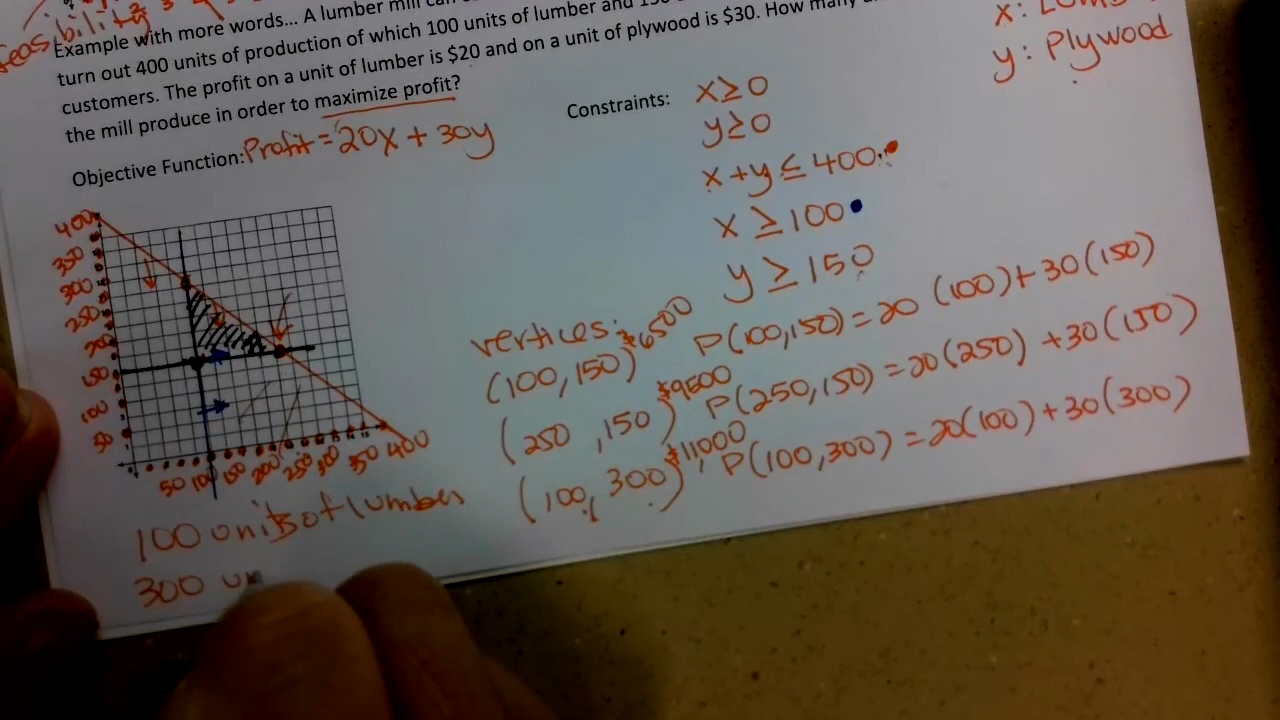 feasibility
Example with more words... A lumber mill can
turn out 400 units of production of which 100 units of lumber and
customers. The profit on a unit of lumber is $20 and on a unit of plywood is $30. How many
the mill produce in order to maximize profit?
Objective Function: Profit = 20x + 30y
x:
y: Plywood
Constraints: x ≥ 0
y ≥ 0
x + y ≤ 400
x ≥ 100
y ≥ 150
400
350
300
250
200
150
100
50
50 100 150 200 250 300 350 400
vertices:
(100, 150) $6500 P(100,150) = 20 (100) + 30 (150)
(250, 150) $9500 P(250,150) = 20(250) + 30(150)
(100, 300) $11,000 P(100,300) = 20(100) + 30(300)
100 units of lumber
300